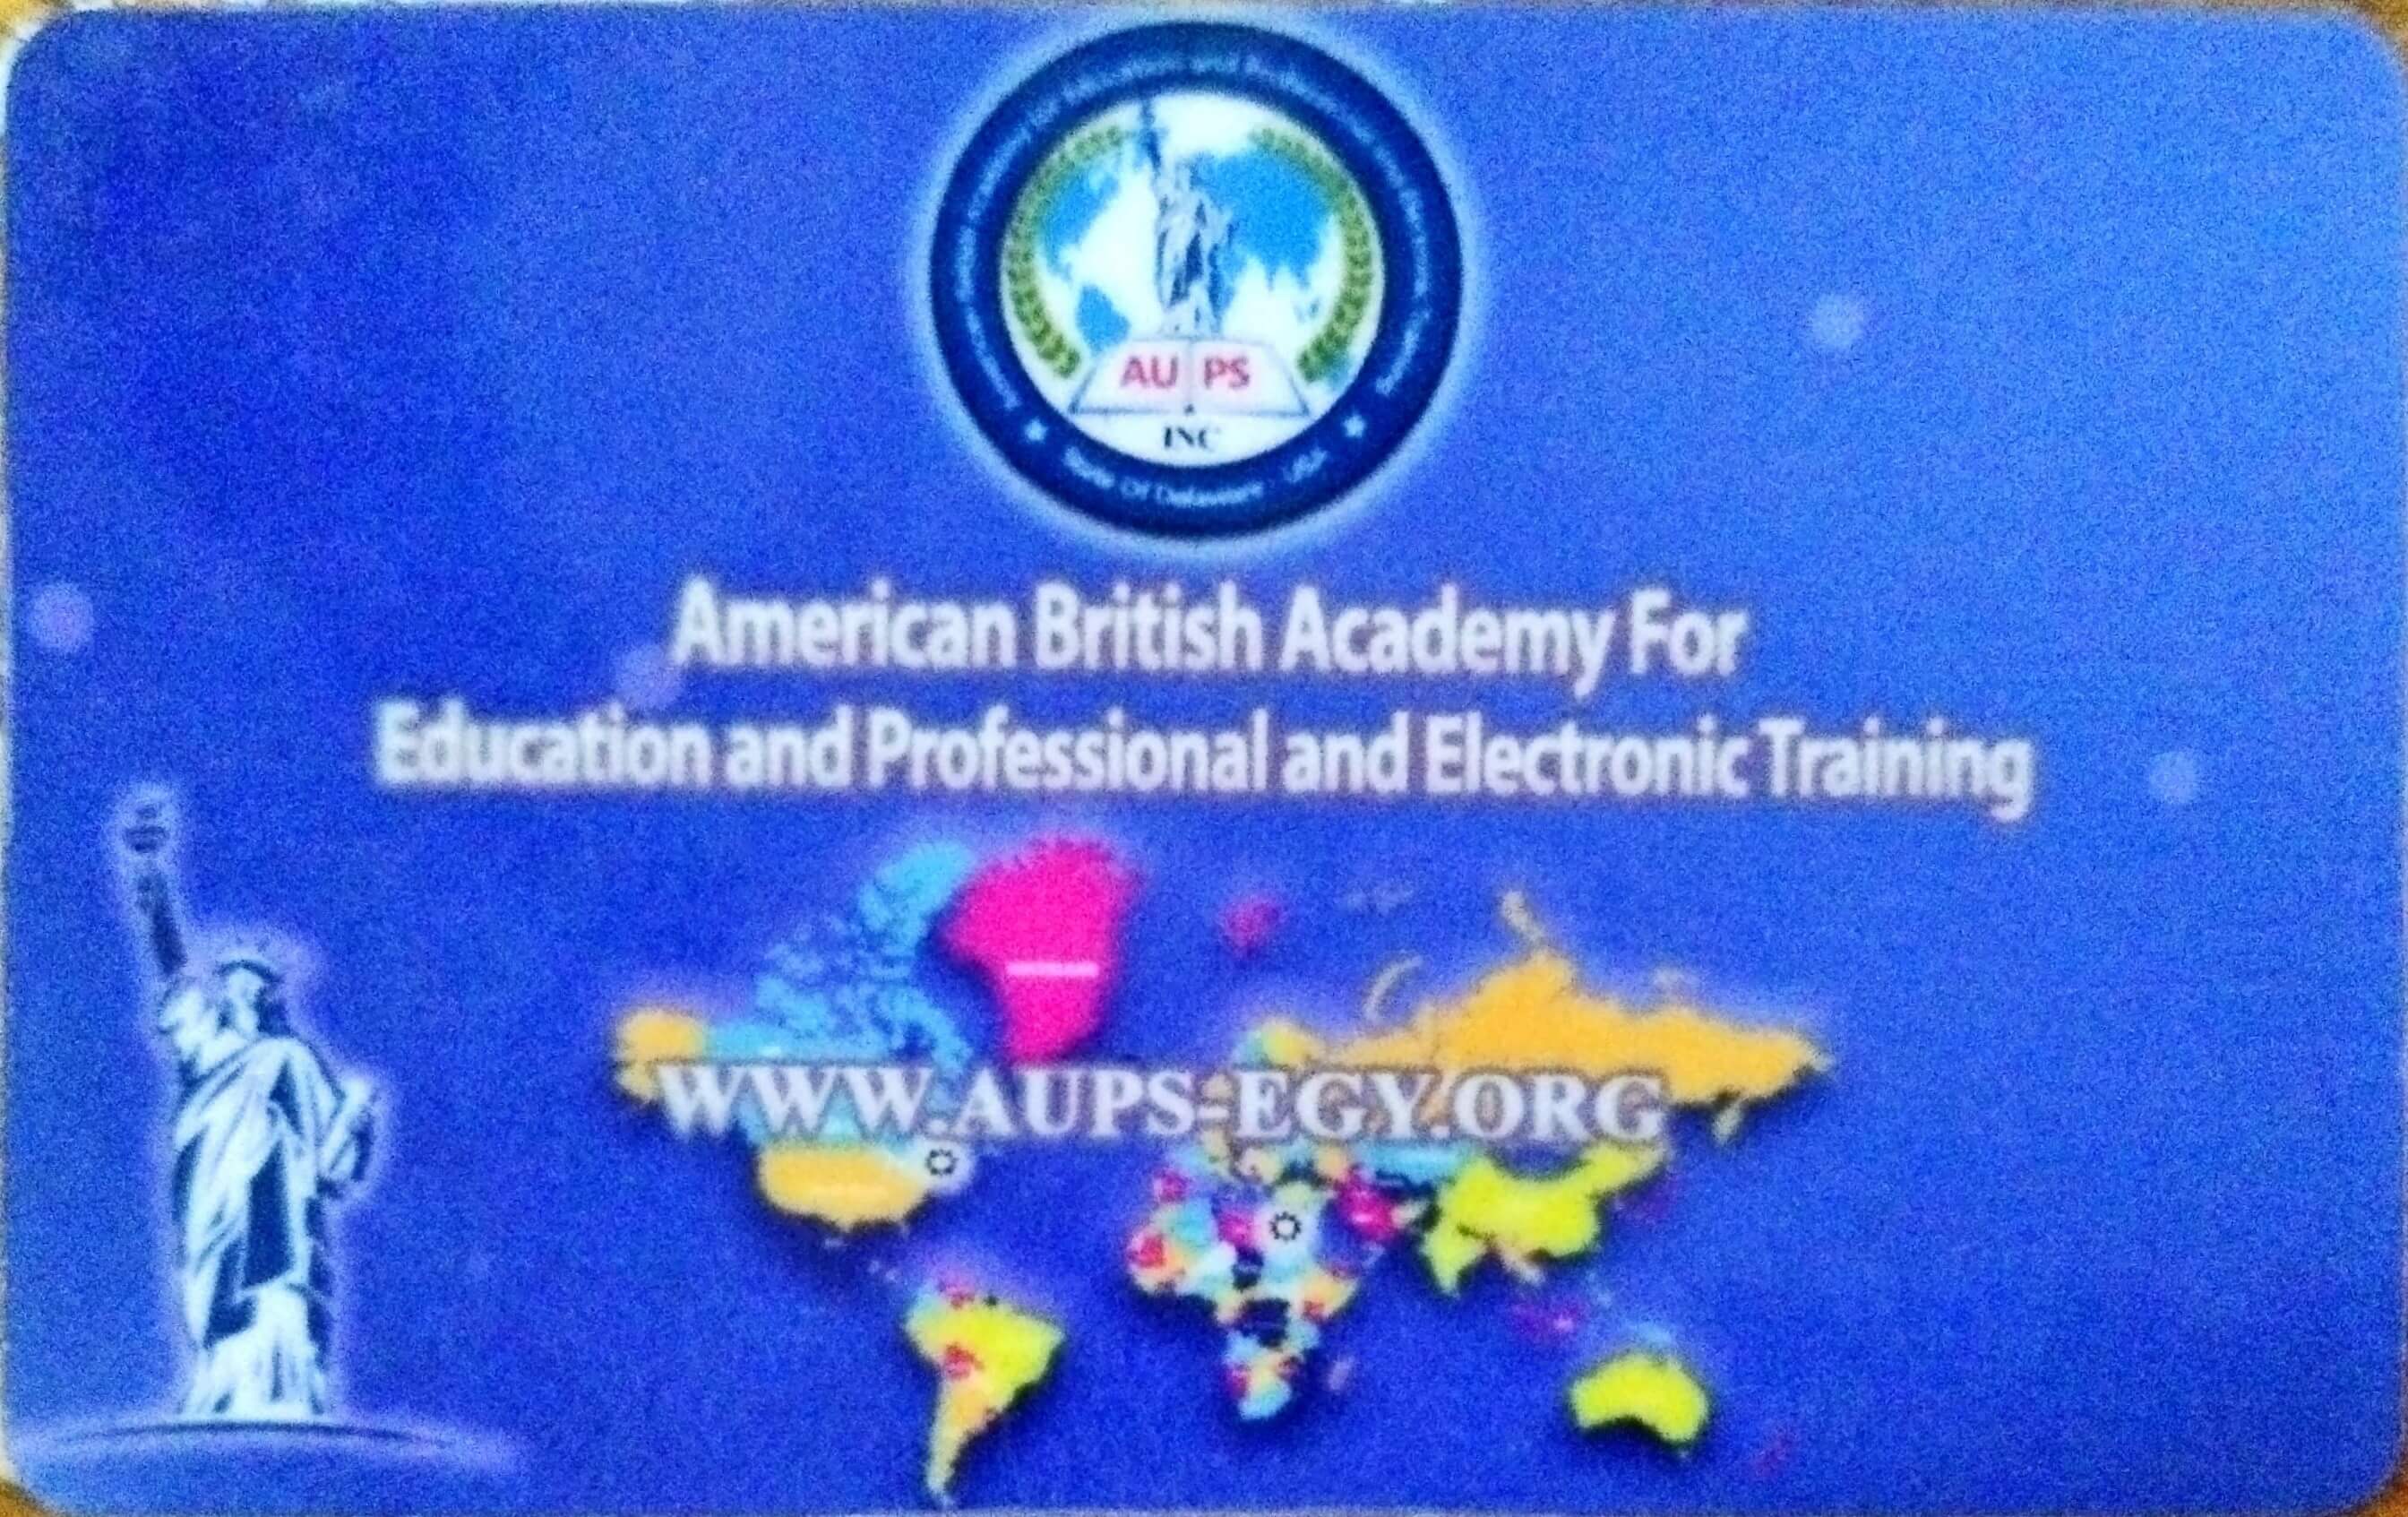 AU PS
INC
State Of Delaware - USA
American British Academy For
Education and Professional and Electronic Training
WWW.AUPS-EGY.ORG